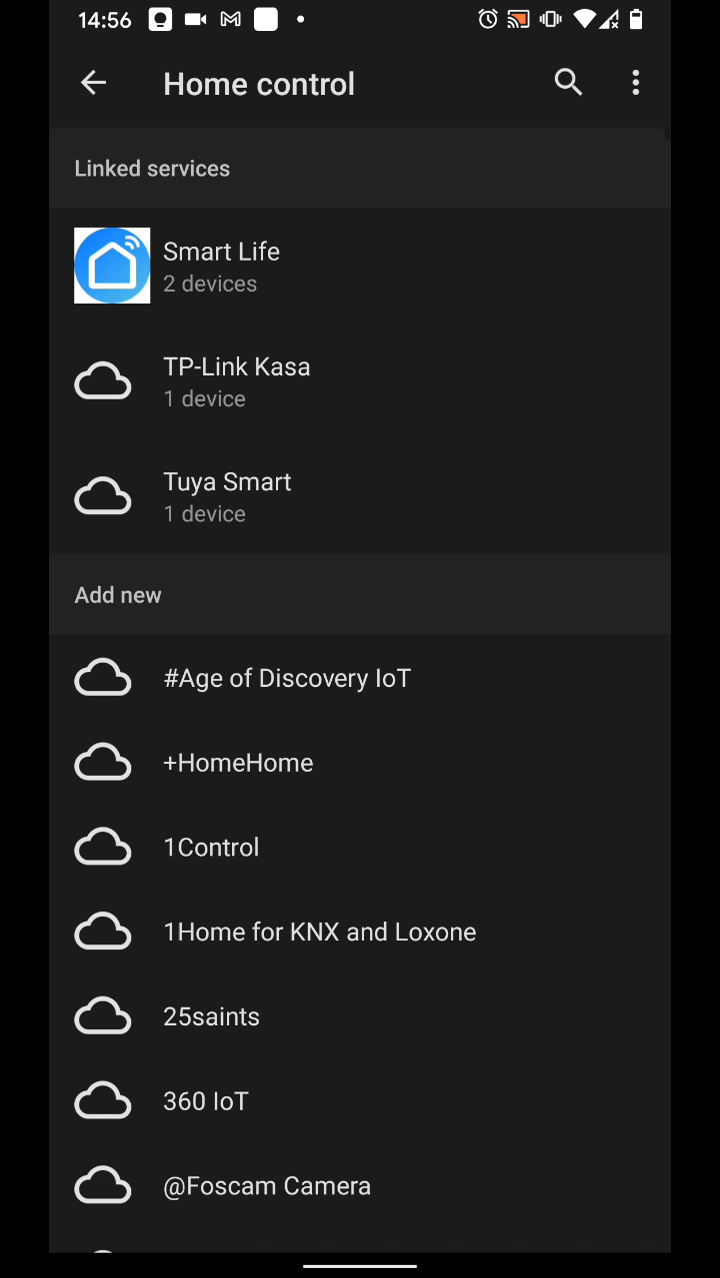 14:56
Home control
Linked services
Smart Life
2 devices
TP-Link Kasa
1 device
Tuya Smart
1 device
Add new
#Age of Discovery IoT
+HomeHome
1Control
1Home for KNX and Loxone
25saints
360 IoT
@Foscam Camera